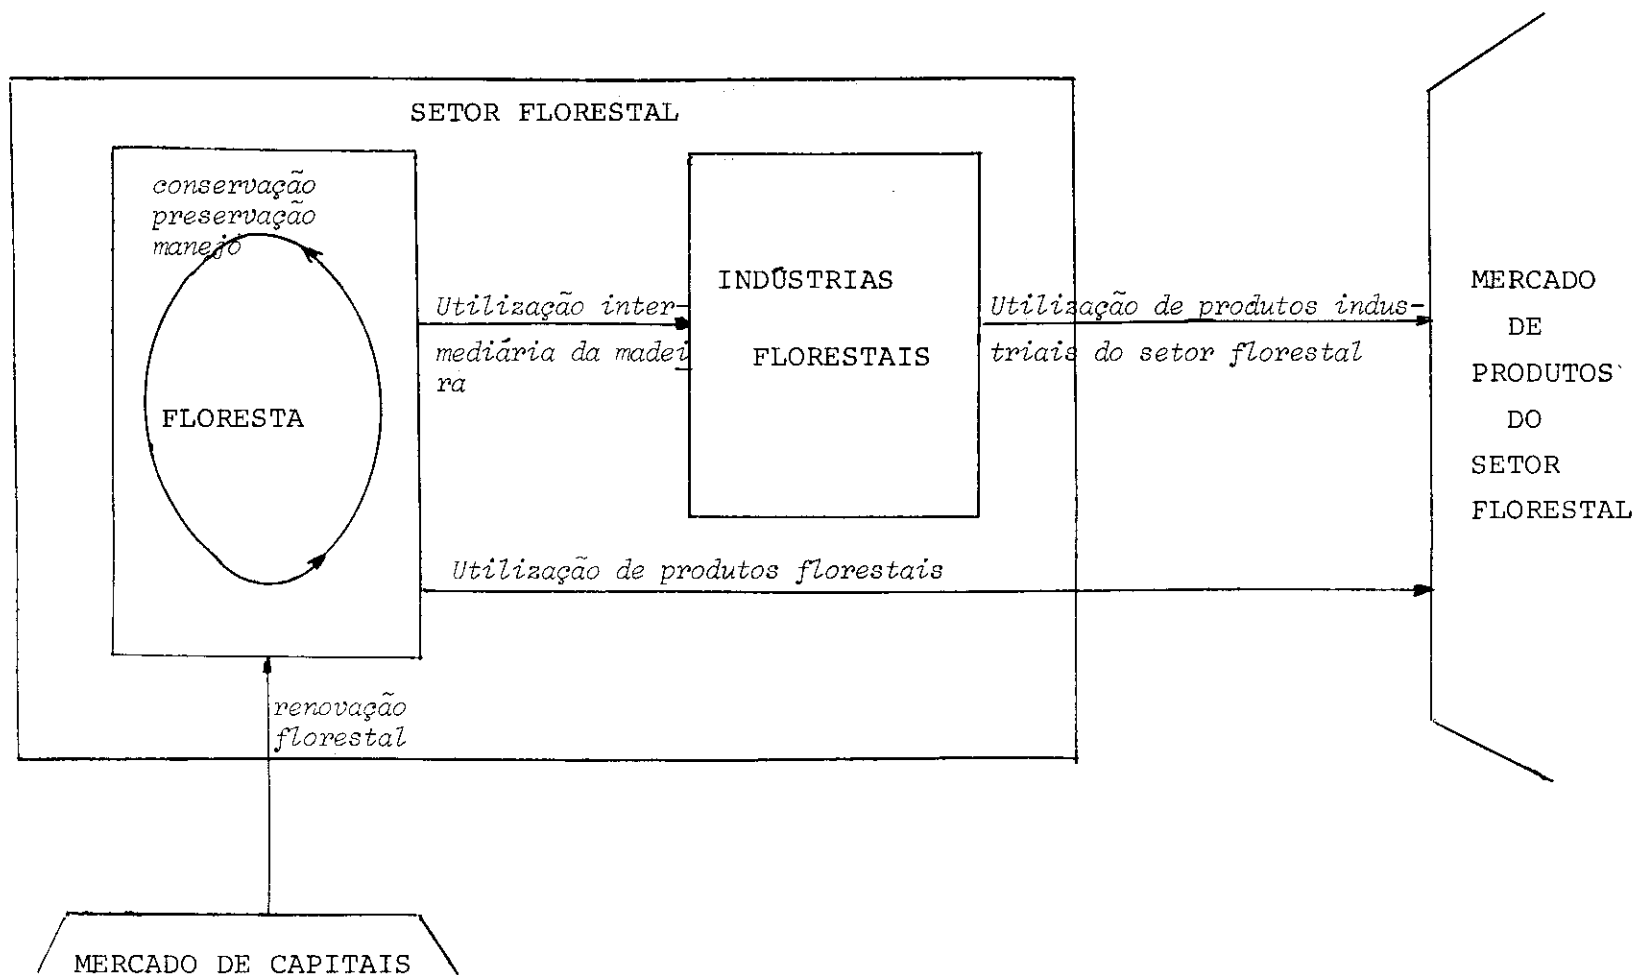 SETOR FLORESTAL
conservação
preservação
manejo
FLORESTA
Utilização inter-
mediária da madei
ra
INDÚSTRIAS
FLORESTAIS
Utilização de produtos indus-
triais do setor florestal
Utilização de produtos florestais
renovação
florestal
MERCADO DE CAPITAIS
MERCADO
DE
PRODUTOS
DO
SETOR
FLORESTAL